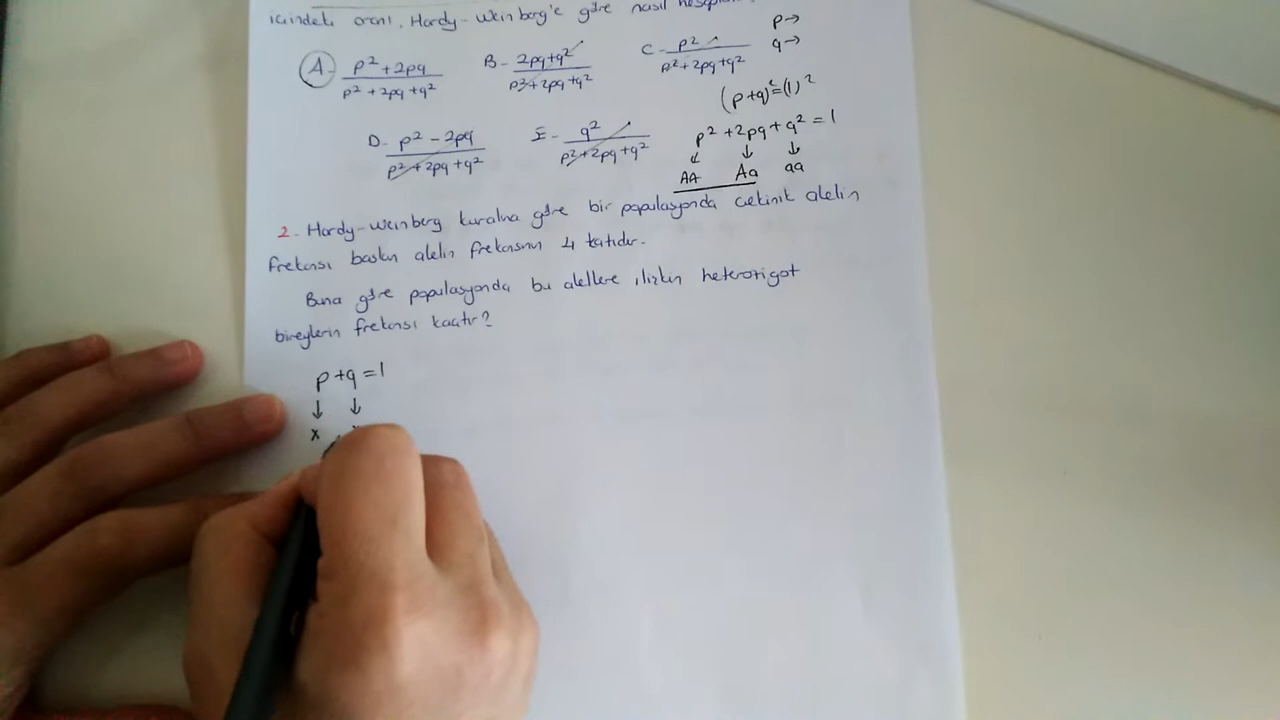 içindeki oranı, Hardy-Weinberg'e göre nasıl
A- p²+2pq / p²+2pq+q²
B- 2pq+q² / p²+2pq+q²
C- p² / p²+2pq+q²
p→
q→
(p+q)²=(1)²
D- p²-2pq / p²+2pq+q²
E- q² / p²+2pq+q²
p²+2pq+q²=1
↓ ↓ ↓
AA Aa aa
2- Hardy-Weinberg kuralına göre bir populasyonda çekinik alelin
frekansı baskın alelin frekansının 4 katıdır.
Buna göre populasyonda bu alellere ilişkin heterozigot
bireylerin frekansı kaçtır?
p+q=1
↓ ↓
x